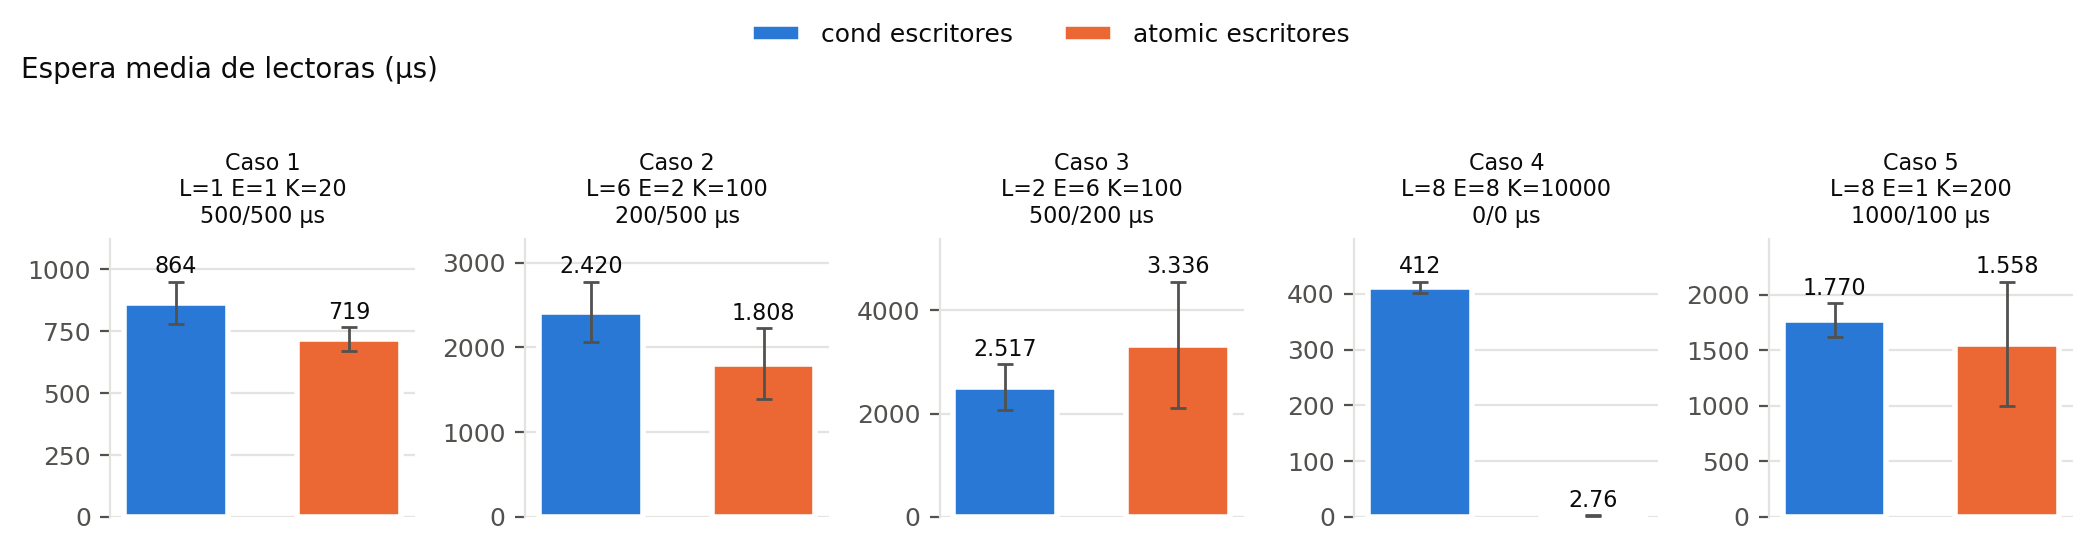 cond escritores
atomic escritores
Espera media de lectoras (µs)
Caso 1
L=1 E=1 K=20
500/500 µs
1000
750
500
250
0
864
719
Caso 2
L=6 E=2 K=100
200/500 µs
3000
2000
1000
0
2.420
1.808
Caso 3
L=2 E=6 K=100
500/200 µs
4000
2000
0
2.517
3.336
Caso 4
L=8 E=8 K=10000
0/0 µs
400
300
200
100
0
412
2.76
Caso 5
L=8 E=1 K=200
1000/100 µs
2000
1500
1000
500
0
1.770
1.558